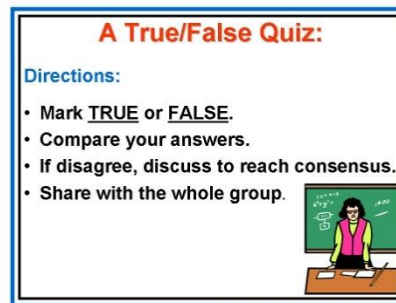 A True/False Quiz:
Directions:
• Mark TRUE or FALSE.
• Compare your answers.
• If disagree, discuss to reach consensus.
• Share with the whole group.